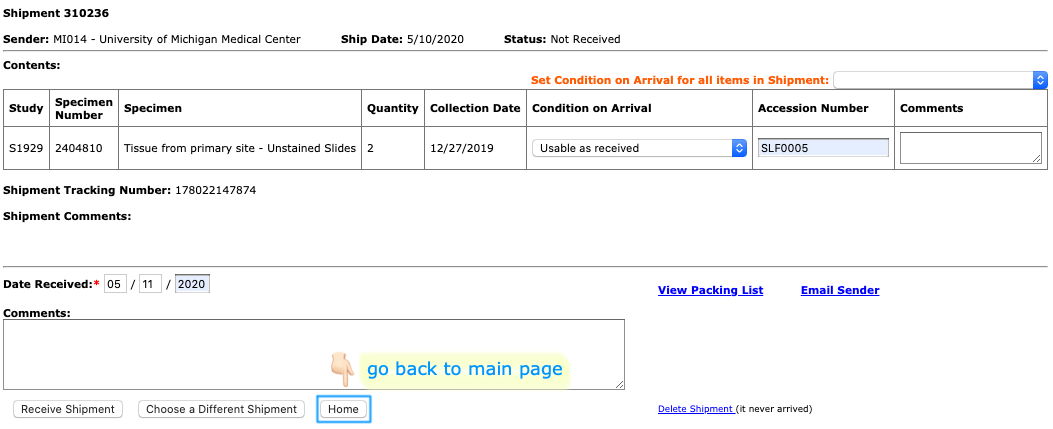 Shipment 310236
Sender: MI014 - University of Michigan Medical Center Ship Date: 5/10/2020 Status: Not Received
Contents:
Set Condition on Arrival for all items in Shipment:
Study Specimen Number Specimen Quantity Collection Date Condition on Arrival Accession Number Comments
S1929 2404810 Tissue from primary site - Unstained Slides 2 12/27/2019 Usable as received SLF0005
Shipment Tracking Number: 178022147874
Shipment Comments:
Date Received:* 05 / 11 / 2020
View Packing List Email Sender
Comments:
go back to main page
Receive Shipment Choose a Different Shipment Home Delete Shipment (it never arrived)